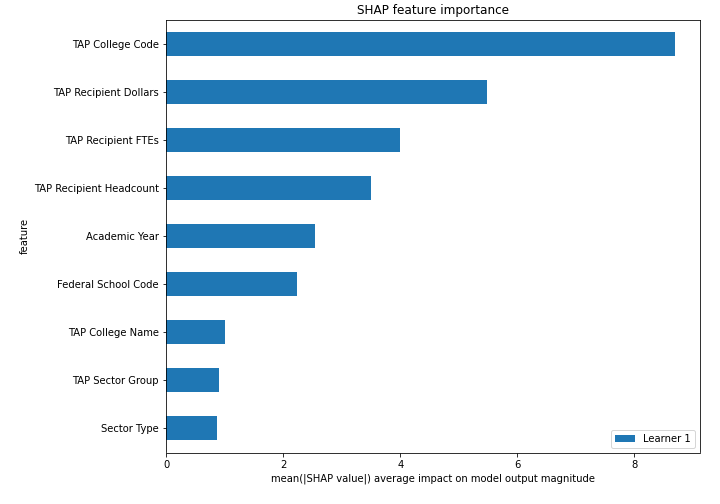 SHAP feature importance
TAP College Code
TAP Recipient Dollars
TAP Recipient FTEs
TAP Recipient Headcount
Academic Year
Federal School Code
TAP College Name
TAP Sector Group
Sector Type
feature
Learner 1
0 2 4 6 8
mean(|SHAP value|) average impact on model output magnitude